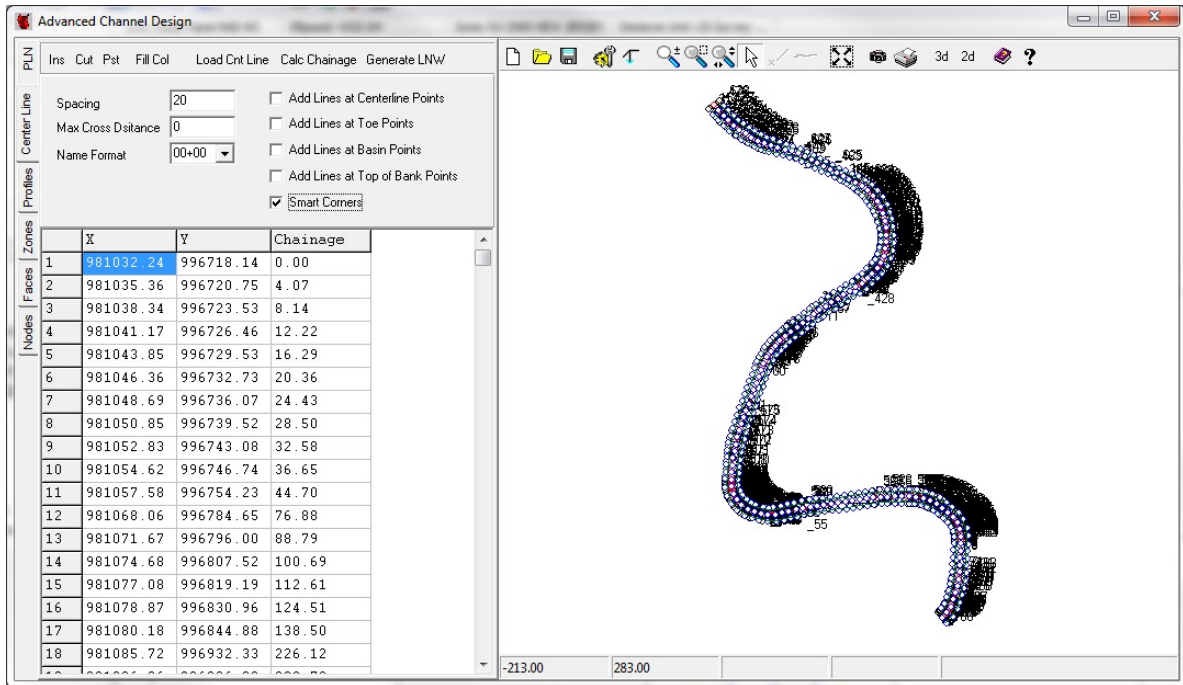 Advanced Channel Design
Ins Cut Pst Fill Col Load Cnt Line Calc Chainage Generate LNW
3d 2d ?
PLN
Center Line
Profiles
Zones
Faces
Nodes
Spacing 20
Max Cross Dsitance 0
Name Format 00+00
Add Lines at Centerline Points
Add Lines at Toe Points
Add Lines at Basin Points
Add Lines at Top of Bank Points
Smart Corners
X Y Chainage
1 981032.24 996718.14 0.00
2 981035.36 996720.75 4.07
3 981038.34 996723.53 8.14
4 981041.17 996726.46 12.22
5 981043.85 996729.53 16.29
6 981046.36 996732.73 20.36
7 981048.69 996736.07 24.43
8 981050.85 996739.52 28.50
9 981052.83 996743.08 32.58
10 981054.62 996746.74 36.65
11 981057.58 996754.23 44.70
12 981068.06 996784.65 76.88
13 981071.67 996796.00 88.79
14 981074.68 996807.52 100.69
15 981077.08 996819.19 112.61
16 981078.87 996830.96 124.51
17 981080.18 996844.88 138.50
18 981085.72 996932.33 226.12
_428
_55
-213.00 283.00